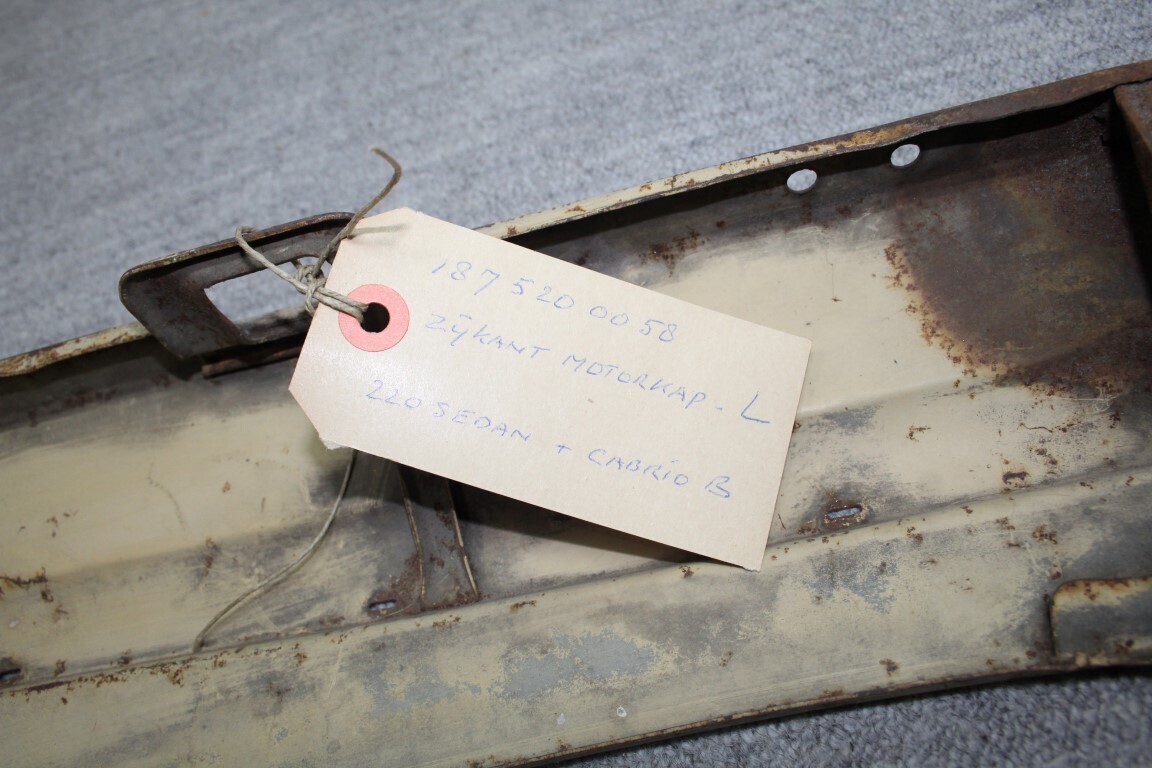 187 520 00 58
ZÿKANT MOTORKAP - L
220 SEDAN + CABRIO B